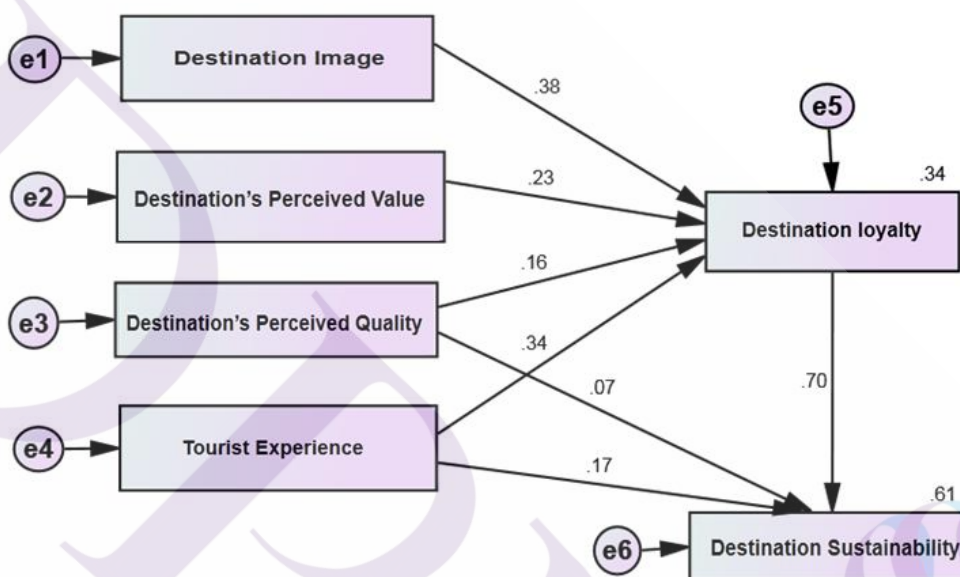 e1
Destination Image
.38
e5
e2
Destination's Perceived Value
.23
.34
Destination loyalty
e3
Destination's Perceived Quality
.16
.34
.07
.70
e4
Tourist Experience
.17
.61
e6
Destination Sustainability